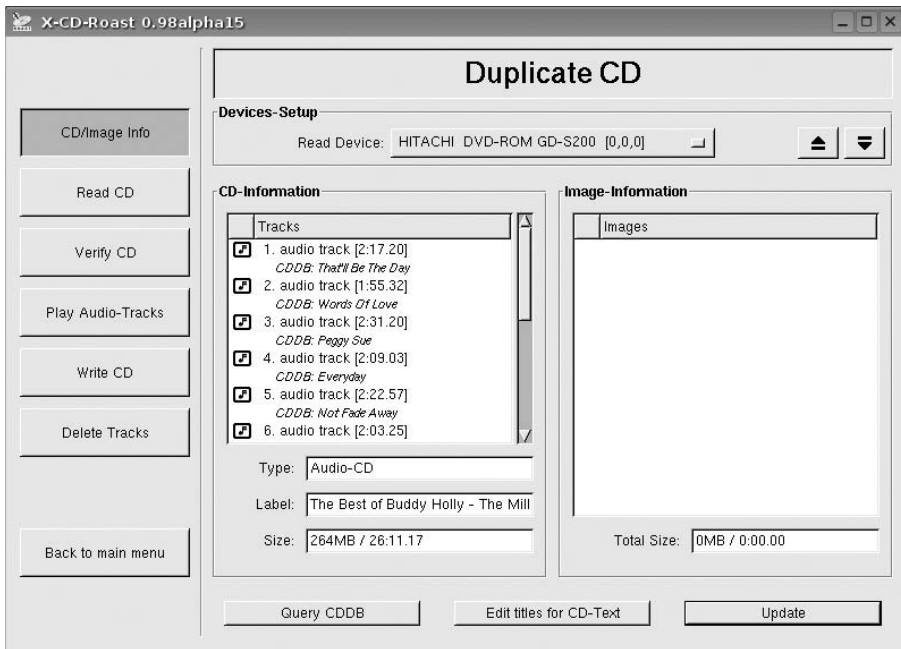 X-CD-Roast 0.98alpha15
Duplicate CD
CD/Image Info
Read CD
Verify CD
Play Audio-Tracks
Write CD
Delete Tracks
Back to main menu
Devices-Setup
Read Device: HITACHI DVD-ROM GD-S200 [0,0,0]
CD-Information
Tracks
1. audio track [2:17.20]
CDDB: That'll Be The Day
2. audio track [1:55.32]
CDDB: Words Of Love
3. audio track [2:31.20]
CDDB: Peggy Sue
4. audio track [2:09.03]
CDDB: Everyday
5. audio track [2:22.57]
CDDB: Not Fade Away
6. audio track [2:03.25]
Type: Audio-CD
Label: The Best of Buddy Holly - The Mill
Size: 264MB / 26:11.17
Image-Information
Images
Total Size: 0MB / 0:00.00
Query CDDB
Edit titles for CD-Text
Update